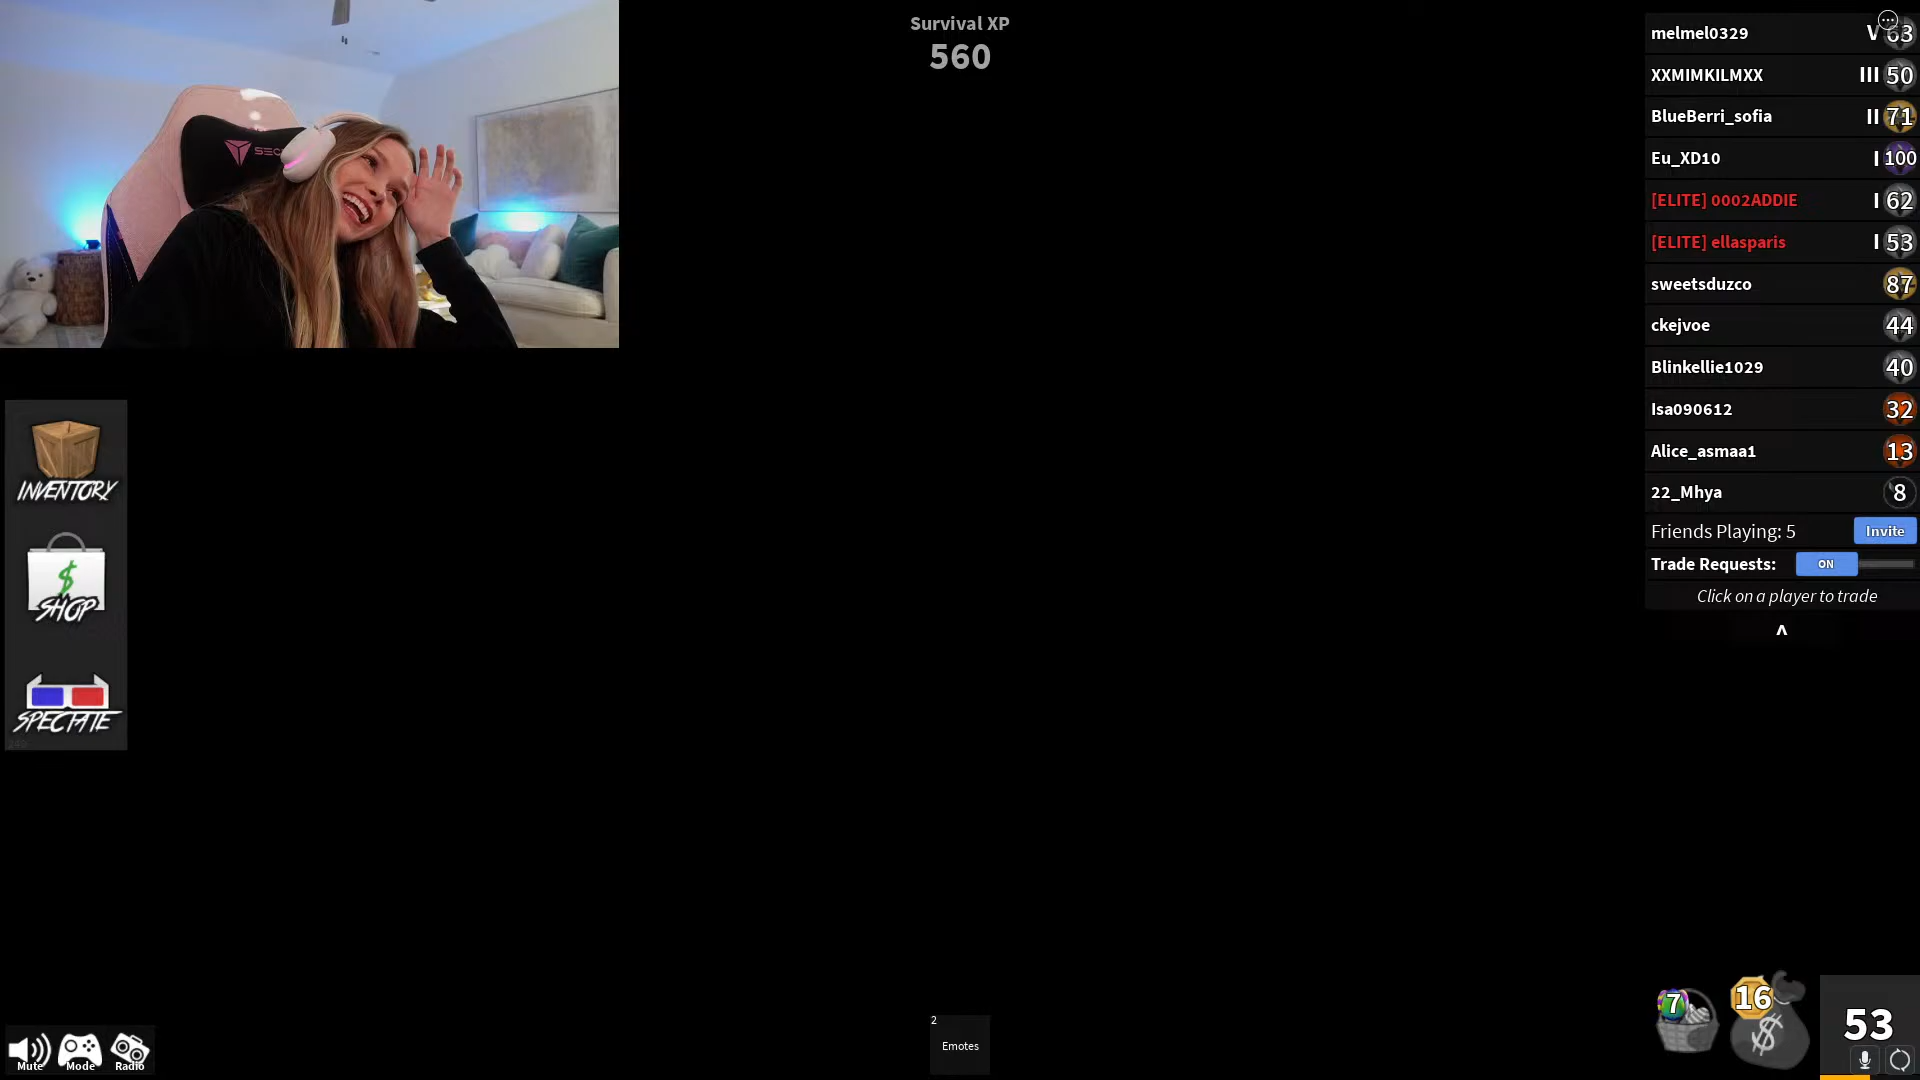 Survival XP
560
melmel0329 V 63
XXMIMKILMXX III 50
BlueBerri_sofia II 71
Eu_XD10 I 100
[ELITE] 0002ADDIE I 62
[ELITE] ellasparis I 53
sweetsduzco 87
ckejvoe 44
Blinkellie1029 40
Isa090612 32
Alice_asmaa1 13
22_Mhya 8
Friends Playing: 5 Invite
Trade Requests: ON
Click on a player to trade
^
INVENTORY
$
SHOP
SPECTATE
Mute Mode Radio
2
Emotes
7
16
$
53